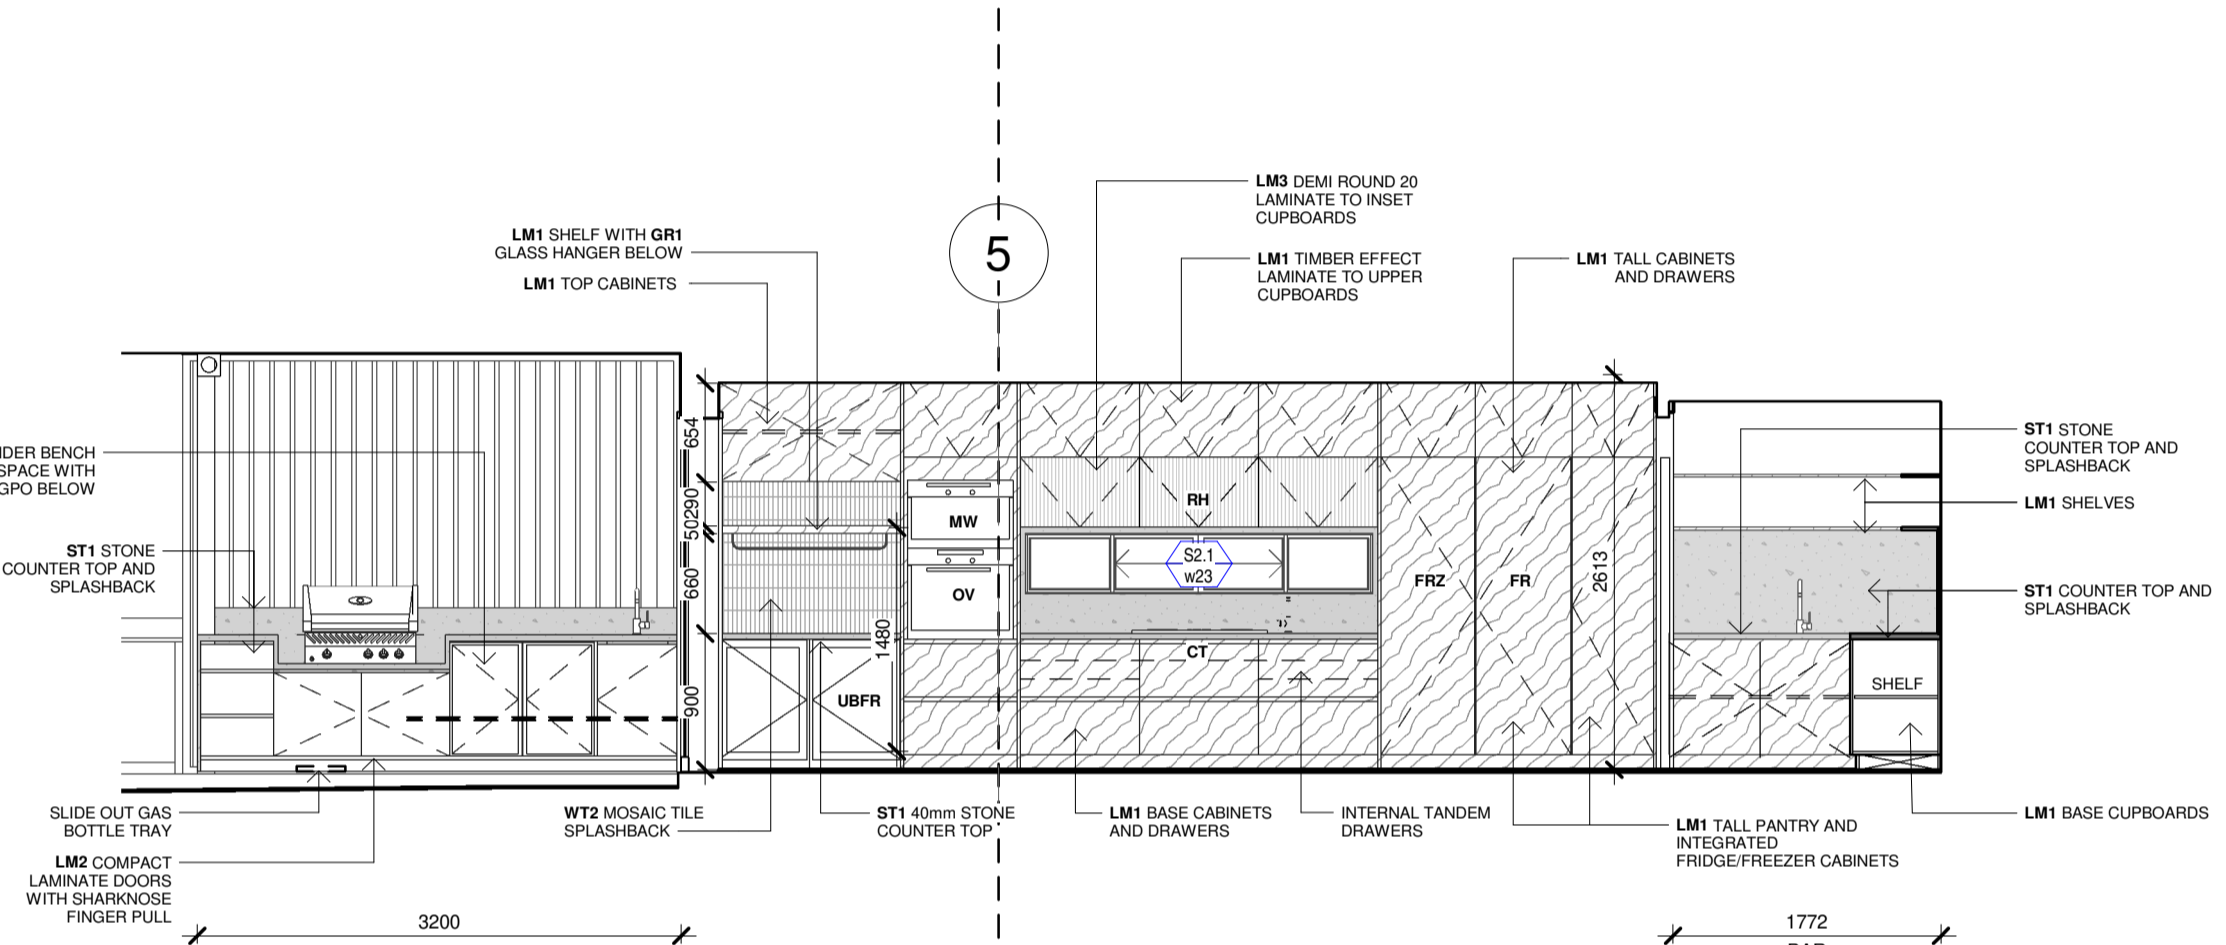 LM3 DEMI ROUND 20
LAMINATE TO INSET
CUPBOARDS
LM1 SHELF WITH GR1
GLASS HANGER BELOW
LM1 TOP CABINETS
5
LM1 TIMBER EFFECT
LAMINATE TO UPPER
CUPBOARDS
LM1 TALL CABINETS
AND DRAWERS
BENCH
SPACE WITH
GPO BELOW
ST1 STONE
COUNTER TOP AND
SPLASHBACK
654
290
50
660
900
1480
MW
OV
UBFR
RH
S2.1
w23
CT
FRZ
FR
2613
ST1 STONE
COUNTER TOP AND
SPLASHBACK
LM1 SHELVES
ST1 COUNTER TOP AND
SPLASHBACK
SHELF
SLIDE OUT GAS
BOTTLE TRAY
LM2 COMPACT
LAMINATE DOORS
WITH SHARKNOSE
FINGER PULL
WT2 MOSAIC TILE
SPLASHBACK
ST1 40mm STONE
COUNTER TOP
LM1 BASE CABINETS
AND DRAWERS
INTERNAL TANDEM
DRAWERS
LM1 TALL PANTRY AND
INTEGRATED
FRIDGE/FREEZER CABINETS
LM1 BASE CUPBOARDS
3200
1772